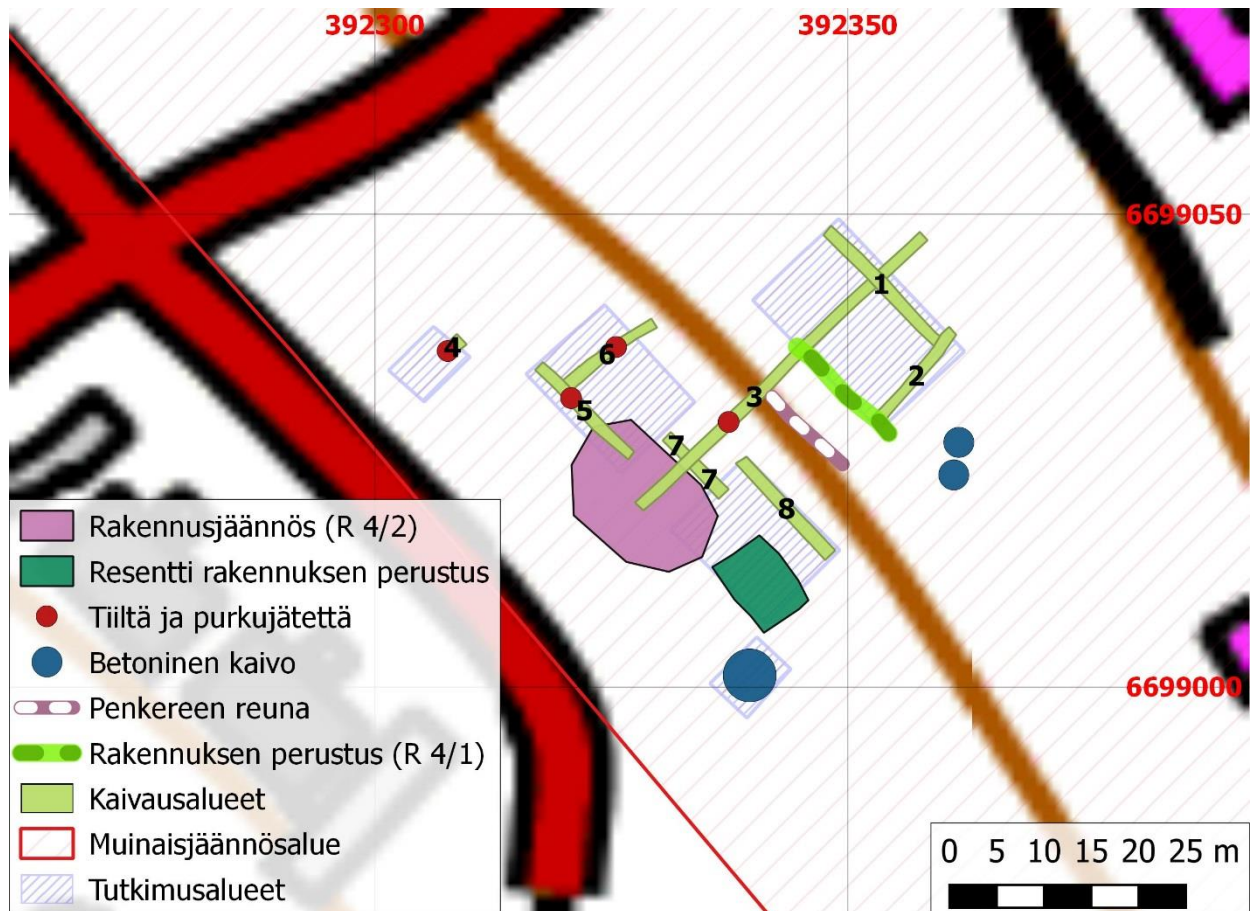 392300
392350
6699050
1
2
3
4
5
6
7
7
8
6699000
Rakennusjäännös (R 4/2)
Resentti rakennuksen perustus
Tiiltä ja purkujätettä
Betoninen kaivo
Penkereen reuna
Rakennuksen perustus (R 4/1)
Kaivausalueet
Muinaisjäännösalue
Tutkimusalueet
0 5 10 15 20 25 m